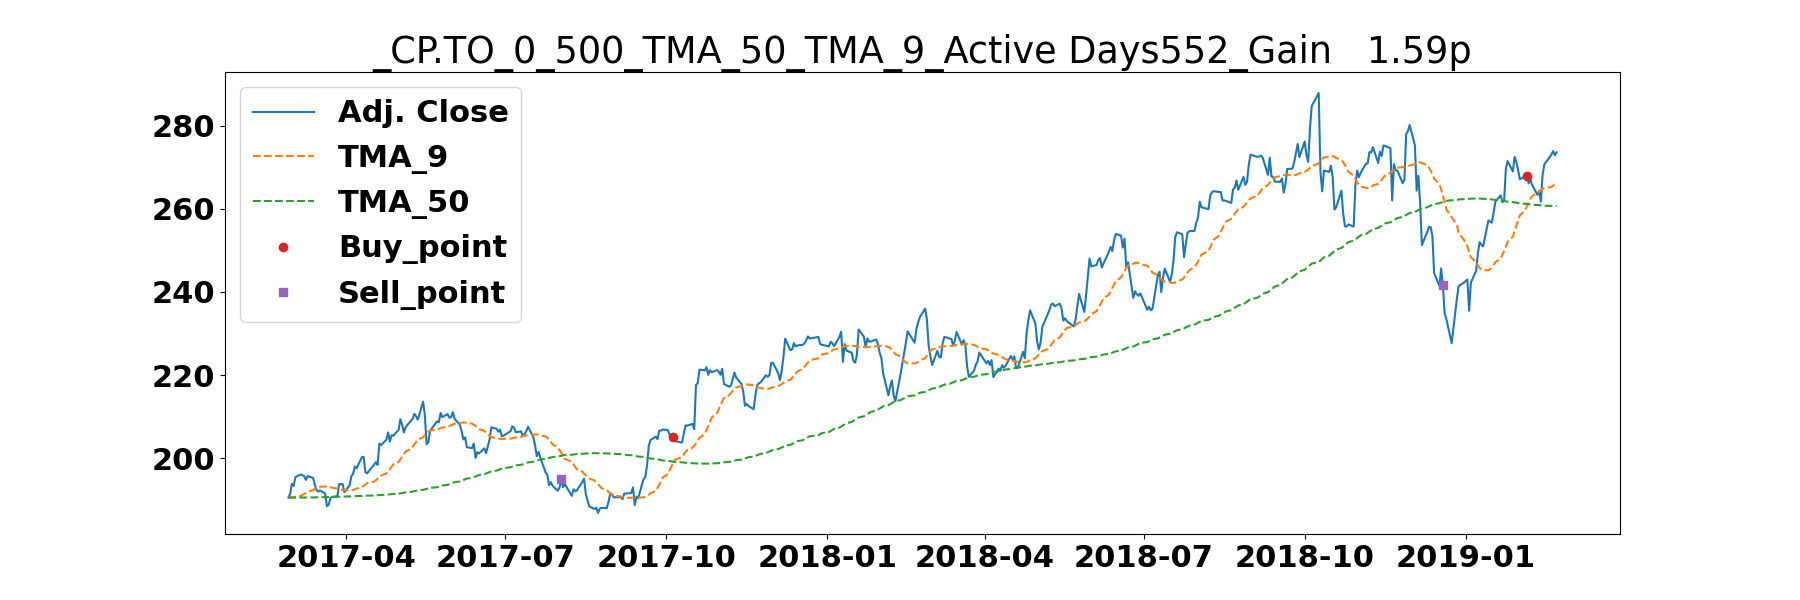 _CP.TO_0_500_TMA_50_TMA_9_Active Days552_Gain   1.59p
Adj. Close
TMA_9
TMA_50
Buy_point
Sell_point
280
260
240
220
200
2017-04 2017-07 2017-10 2018-01 2018-04 2018-07 2018-10 2019-01